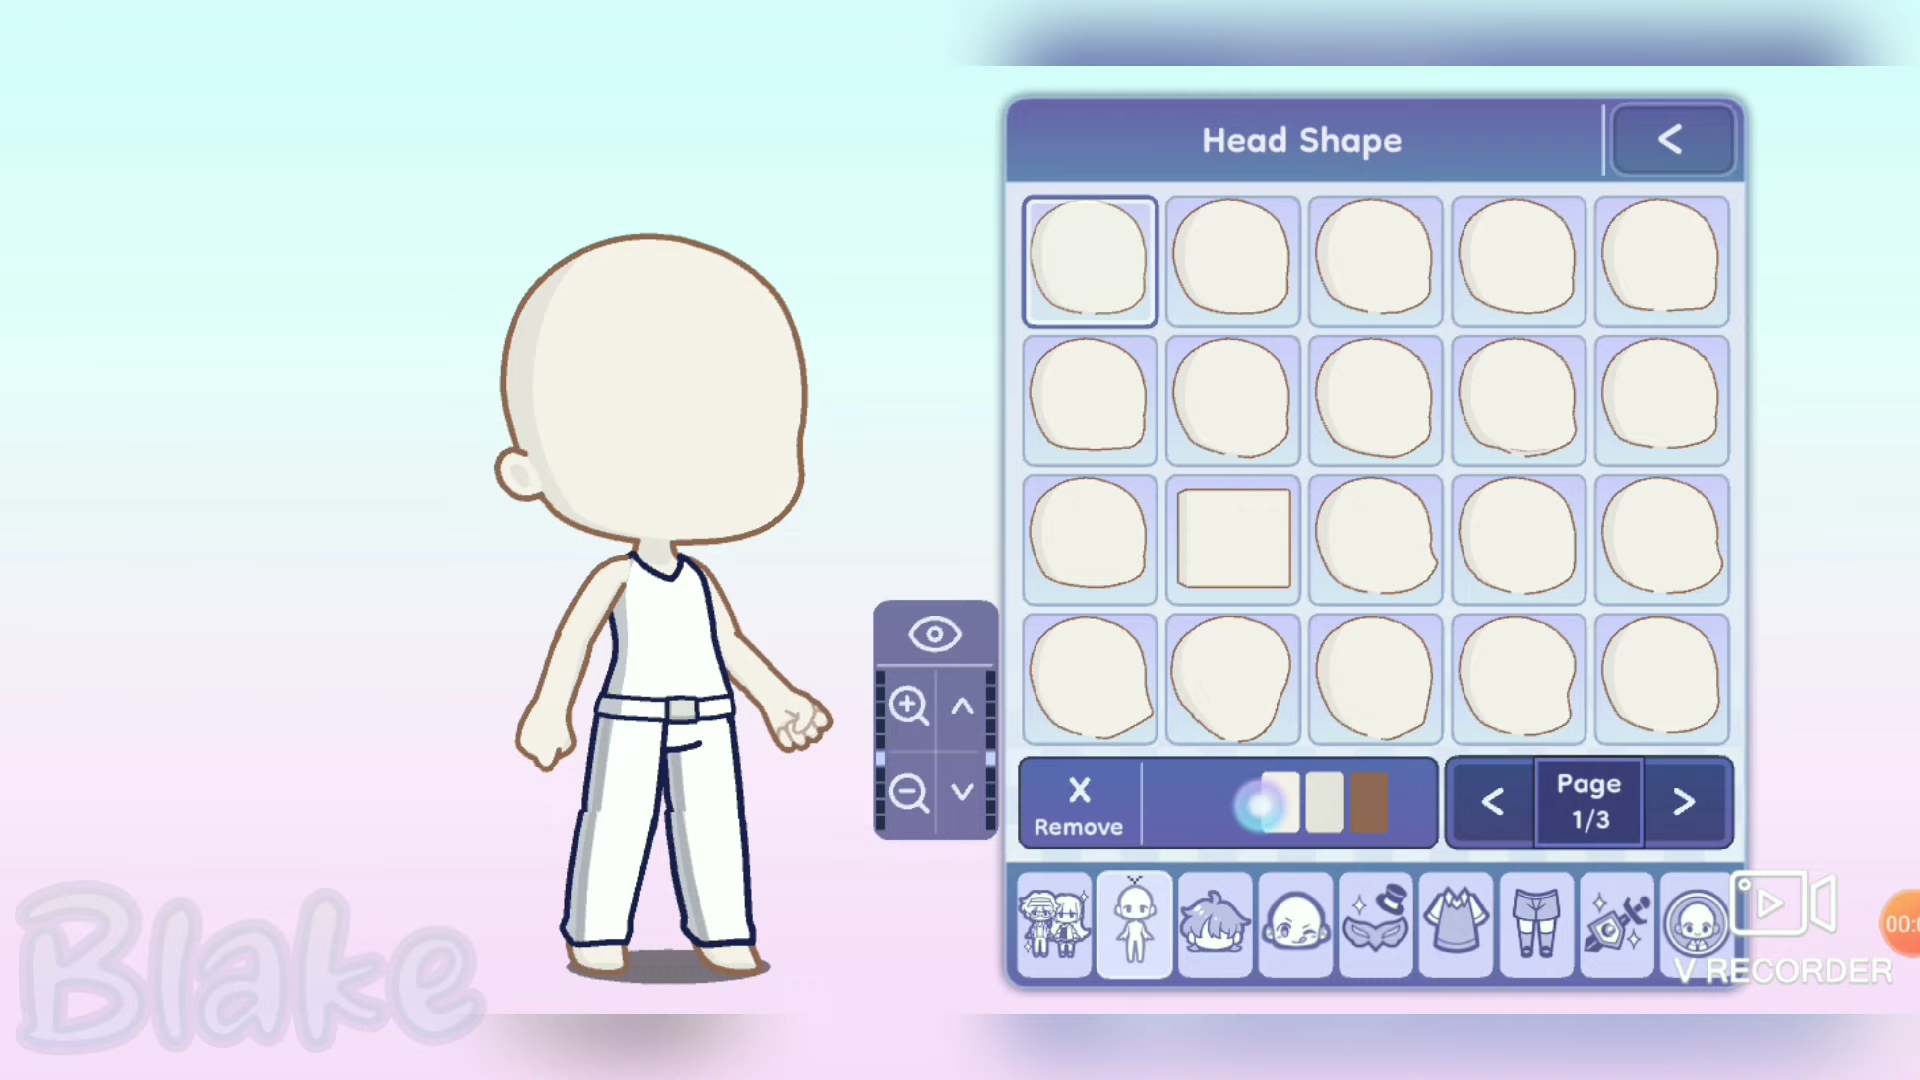 Head Shape
<
X
Remove
<
Page
1/3
>
V RECORDER
Blake